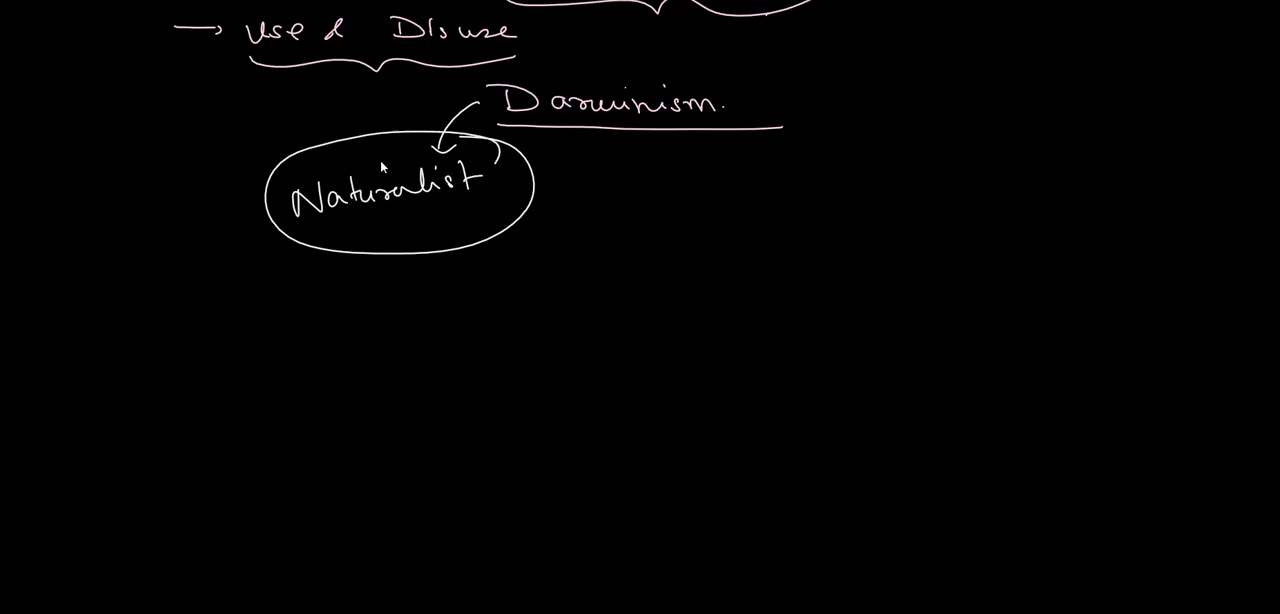 → Use & Disuse
Darwinism.
Naturalist